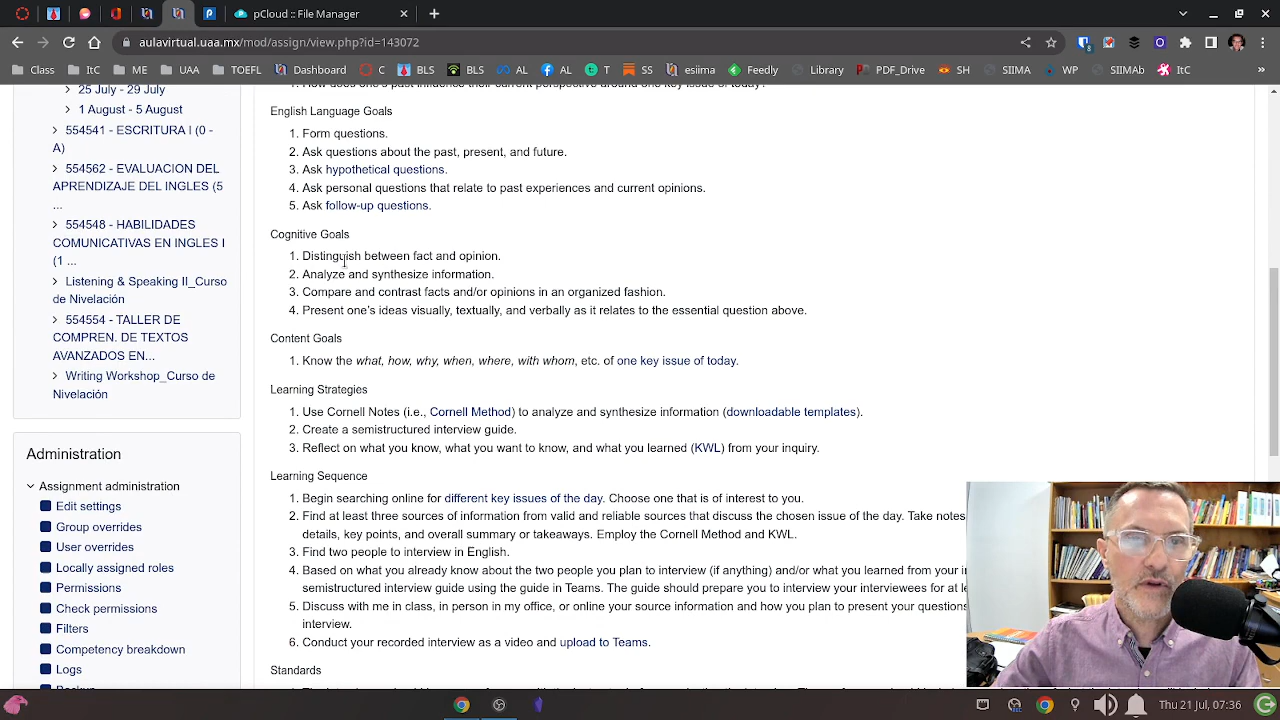 pCloud :: File Manager
aulavirtual.uaa.mx/mod/assign/view.php?id=143072
Class ItC ME UAA TOEFL Dashboard C BLS BLS AL AL T SS esiima Feedly Library PDF_Drive SH SIIMA WP SIIMAb ItC »
25 July - 29 July
1 August - 5 August
554541 - ESCRITURA I (0 -
A)
554562 - EVALUACION DEL
APRENDIZAJE DEL INGLES (5
...
554548 - HABILIDADES
COMUNICATIVAS EN INGLES I
(1 ...
Listening & Speaking II_Curso
de Nivelación
554554 - TALLER DE
COMPREN. DE TEXTOS
AVANZADOS EN...
Writing Workshop_Curso de
Nivelación
Administration
Assignment administration
Edit settings
Group overrides
User overrides
Locally assigned roles
Permissions
Check permissions
Filters
Competency breakdown
Logs
Backup
1. How does one's past influence their current perspective around one key issue of today?
English Language Goals
1. Form questions.
2. Ask questions about the past, present, and future.
3. Ask hypothetical questions.
4. Ask personal questions that relate to past experiences and current opinions.
5. Ask follow-up questions.
Cognitive Goals
1. Distinguish between fact and opinion.
2. Analyze and synthesize information.
3. Compare and contrast facts and/or opinions in an organized fashion.
4. Present one's ideas visually, textually, and verbally as it relates to the essential question above.
Content Goals
1. Know the what, how, why, when, where, with whom, etc. of one key issue of today.
Learning Strategies
1. Use Cornell Notes (i.e., Cornell Method) to analyze and synthesize information (downloadable templates).
2. Create a semistructured interview guide.
3. Reflect on what you know, what you want to know, and what you learned (KWL) from your inquiry.
Learning Sequence
1. Begin searching online for different key issues of the day. Choose one that is of interest to you.
2. Find at least three sources of information from valid and reliable sources that discuss the chosen issue of the day. Take notes
details, key points, and overall summary or takeaways. Employ the Cornell Method and KWL.
3. Find two people to interview in English.
4. Based on what you already know about the two people you plan to interview (if anything) and/or what you learned from your
semistructured interview guide using the guide in Teams. The guide should prepare you to interview your interviewees for at
5. Discuss with me in class, in person in my office, or online your source information and how you plan to present your questions
interview.
6. Conduct your recorded interview as a video and upload to Teams.
Standards
Thu 21 Jul, 07:36